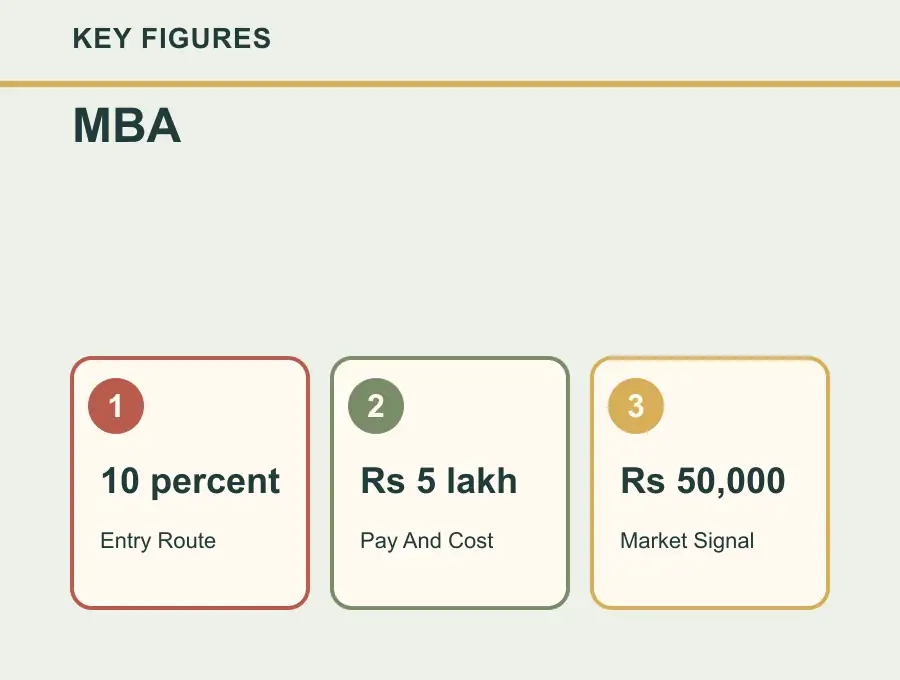 KEY FIGURES
MBA
1
10 percent
Entry Route
2
Rs 5 lakh
Pay And Cost
3
Rs 50,000
Market Signal